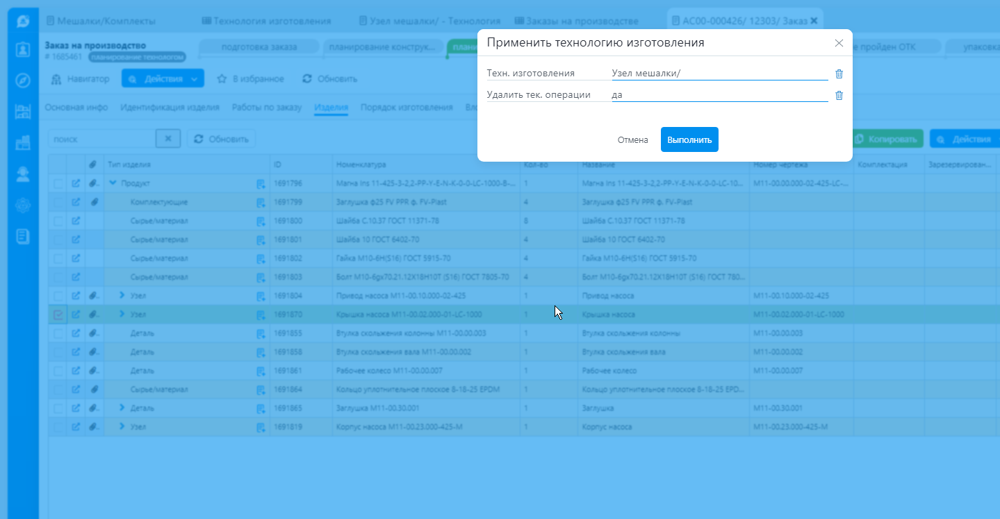 Мешалки/Комплекты Технология изготовления Узел мешалки/ - Технология Заказы на производстве АС00-000426/ 12303/ Заказ
Заказ на производство
# 1685461 планирование технологом
подготовка заказа планирование конструк... плани е пройден ОТК упаковка
Применить технологию изготовления
Техн. изготовления Узел мешалки/
Удалить тек. операции да
Отмена Выполнить
Навигатор Действия В избранное Обновить
Основная инфо Идентификация изделия Работы по заказу Изделия Порядок изготовления Вло
поиск Обновить Копировать Действия
Тип изделия ID Номенклатура Кол-во Название Номер чертежа Комплектация Зарезервирован...
Продукт 1691796 Магна Ins 11-425-3-2,2-PP-Y-E-N-K-0-0-LC-1000-B-... 1 Магна Ins 11-425-3-2,2-PP-Y-E-N-K-0-0-LC-10... М11-00.00.000-02-425-LC-...
Комплектующие 1691799 Заглушка ф25 FV PPR ф. FV-Plast 4 Заглушка ф25 FV PPR ф. FV-Plast
Сырье/материал 1691800 Шайба С.10.37 ГОСТ 11371-78 8 Шайба С.10.37 ГОСТ 11371-78
Сырье/материал 1691801 Шайба 10 ГОСТ 6402-70 4 Шайба 10 ГОСТ 6402-70
Сырье/материал 1691802 Гайка М10-6Н(S16) ГОСТ 5915-70 4 Гайка М10-6Н(S16) ГОСТ 5915-70
Сырье/материал 1691803 Болт М10-6gx70.21.12Х18Н10Т (S16) ГОСТ 7805-70 4 Болт М10-6gx70.21.12Х18Н10Т (S16) ГОСТ 780...
Узел 1691804 Привод насоса М11-00.10.000-02-425 1 Привод насоса М11-00.10.000-02-425
Узел 1691870 Крышка насоса М11-00.02.000-01-LC-1000 1 Крышка насоса М11-00.02.000-01-LC-1000
Деталь 1691855 Втулка скольжения колонны М11-00.00.003 1 Втулка скольжения колонны М11-00.00.003
Деталь 1691858 Втулка скольжения вала М11-00.00.002 1 Втулка скольжения вала М11-00.00.002
Деталь 1691861 Рабочее колесо М11-00.00.007 1 Рабочее колесо М11-00.00.007
Сырье/материал 1691864 Кольцо уплотнительное плоское 8-18-25 EPDM 1 Кольцо уплотнительное плоское 8-18-25 EPD...
Деталь 1691865 Заглушка М11-00.30.001 1 Заглушка М11-00.30.001
Узел 1691819 Корпус насоса М11-00.23.000-425-М 1 Корпус насоса М11-00.23.000-425-М